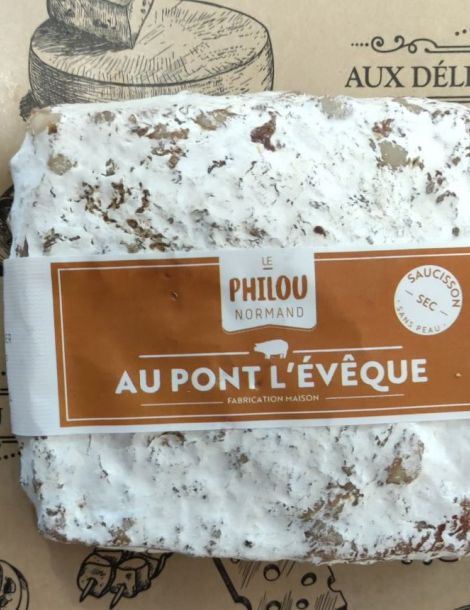 AUX DÉLI
LE
PHILOU
NORMAND
SAUCISSON
- SEC -
· SANS PEAU ·
AU PONT L'ÉVÊQUE
FABRICATION MAISON